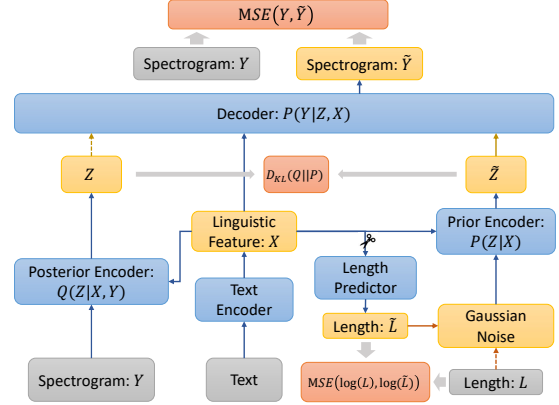 MSE(Y, Ỹ)
Spectrogram: Y
Spectrogram: Ỹ
Decoder: P(Y|Z, X)
Z
D_KL(Q||P)
Z̃
Linguistic
Feature: X
Prior Encoder:
P(Z|X)
Posterior Encoder:
Q(Z|X, Y)
Text
Encoder
Length
Predictor
Length: L̃
Gaussian
Noise
Spectrogram: Y
Text
MSE(log(L), log(L̃))
Length: L